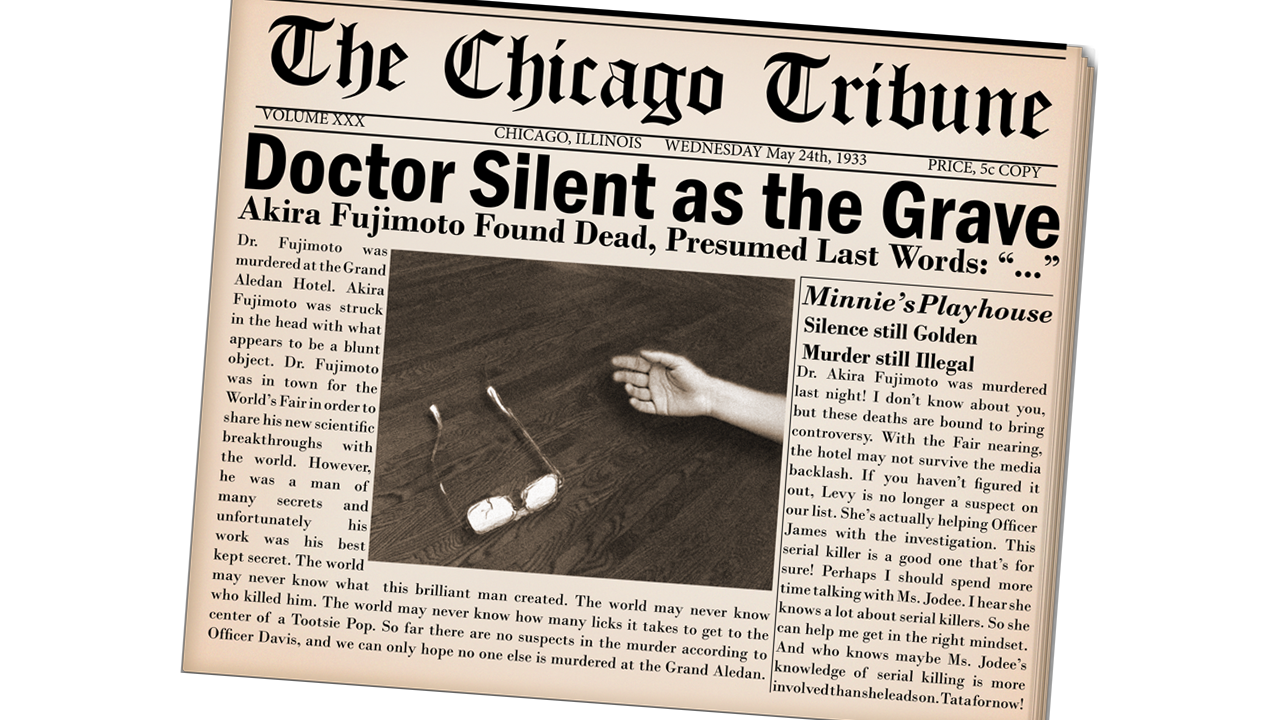 The Chicago Tribune
VOLUME XXX
CHICAGO, ILLINOIS WEDNESDAY May 24th, 1933
PRICE, 5c COPY
Doctor Silent as the Grave
Akira Fujimoto Found Dead, Presumed Last Words: “...”
Dr. Fujimoto was
murdered at the Grand
Aledan Hotel. Akira
Fujimoto was struck
in the head with what
appears to be a blunt
object. Dr. Fujimoto
was in town for the
World’s Fair in order to
share his new scientific
breakthroughs with
the world. However,
he was a man of
many secrets and
unfortunately his
work was his best
kept secret. The world
may never know what this brilliant man created. The world may never know
who killed him. The world may never know how many licks it takes to get to the
center of a Tootsie Pop. So far there are no suspects in the murder according to
Officer Davis, and we can only hope no one else is murdered at the Grand Aledan.
Minnie’s Playhouse
Silence still Golden
Murder still Illegal
Dr. Akira Fujimoto was murdered
last night! I don’t know about you,
but these deaths are bound to bring
controversy. With the Fair nearing,
the hotel may not survive the media
backlash. If you haven’t figured it
out, Levy is no longer a suspect on
our list. She’s actually helping Officer
James with the investigation. This
serial killer is a good one that’s for
sure! Perhaps I should spend more
time talking with Ms. Jodee. I hear she
knows a lot about serial killers. So she
can help me get in the right mindset.
And who knows maybe Ms. Jodee’s
knowledge of serial killing is more
involved than she leads on. Ta ta for now!